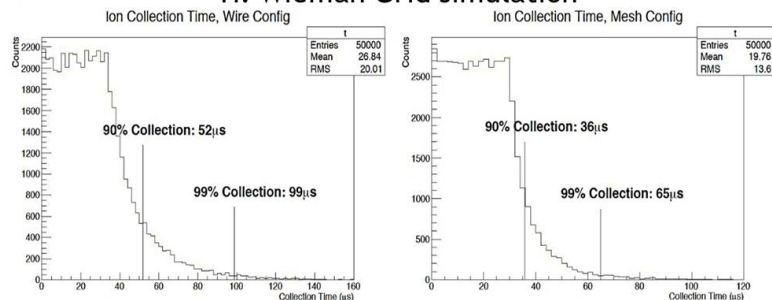 H. Wieman Grid simulation
Ion Collection Time, Wire Config
t
Entries 50000
Mean 26.84
RMS 20.01
Counts
2200
2000
1800
1600
1400
1200
1000
800
600
400
200
0
90% Collection: 52μs
99% Collection: 99μs
0 20 40 60 80 100 120 140 160
Collection Time (μs)
Ion Collection Time, Mesh Config
t
Entries 50000
Mean 19.76
RMS 13.6
Counts
2500
2000
1500
1000
500
0
90% Collection: 36μs
99% Collection: 65μs
0 20 40 60 80 100 120
Collection Time (μs)